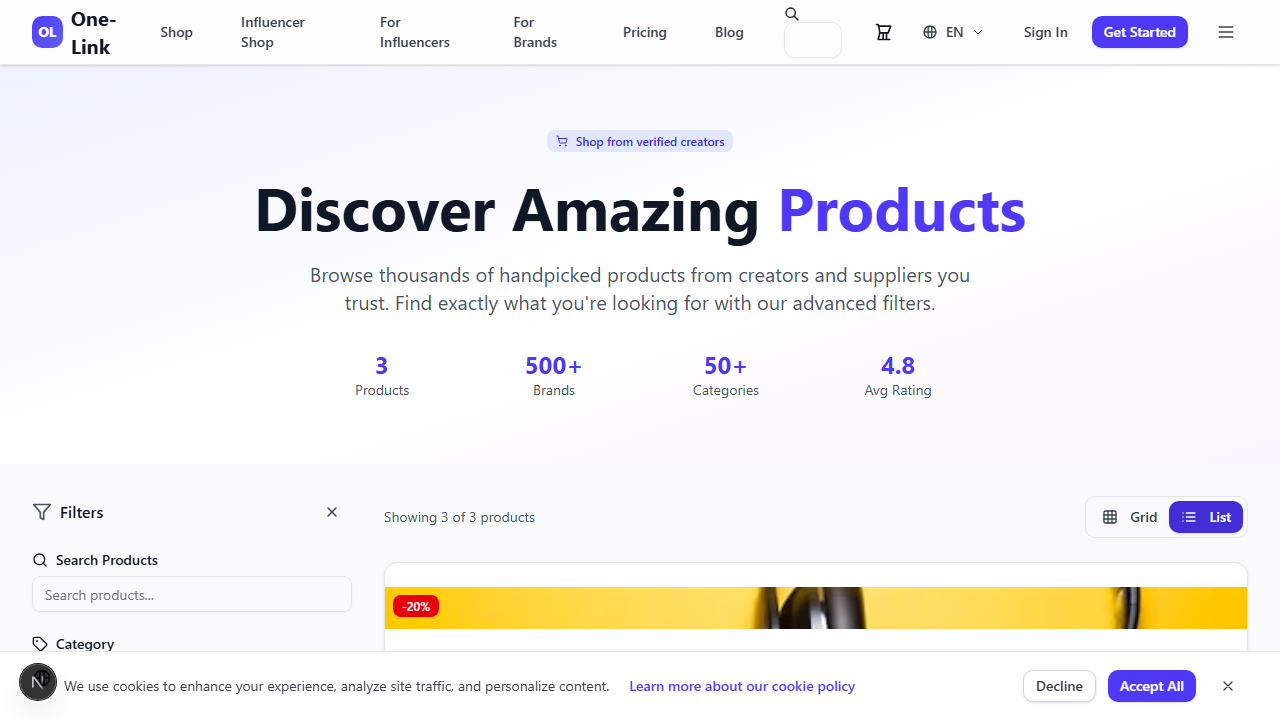 OL
One-
Link
Shop
Influencer
Shop
For
Influencers
For
Brands
Pricing
Blog
EN
Sign In
Get Started
Shop from verified creators
Discover Amazing Products
Browse thousands of handpicked products from creators and suppliers you
trust. Find exactly what you're looking for with our advanced filters.
3
Products
500+
Brands
50+
Categories
4.8
Avg Rating
Filters
Search Products
Search products...
Category
Showing 3 of 3 products
Grid
List
-20%
N
We use cookies to enhance your experience, analyze site traffic, and personalize content.
Learn more about our cookie policy
Decline
Accept All